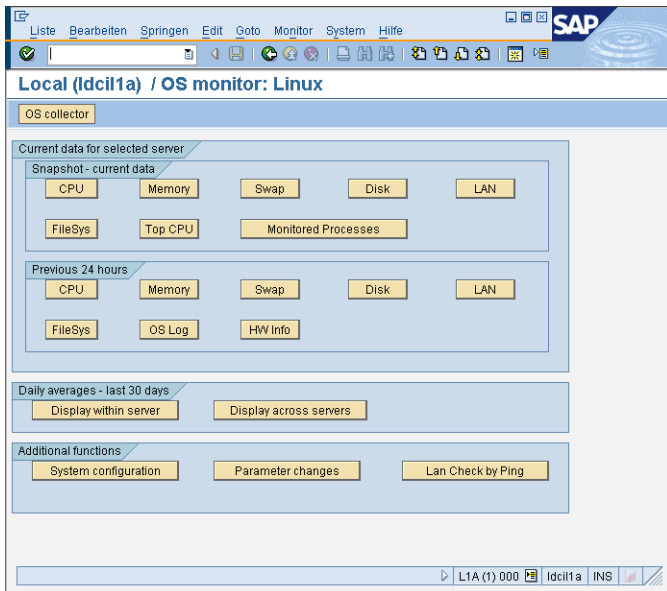 Liste Bearbeiten Springen Edit Goto Monitor System Hilfe
SAP
Local (ldcil1a) / OS monitor: Linux
OS collector
Current data for selected server
Snapshot - current data
CPU Memory Swap Disk LAN
FileSys Top CPU Monitored Processes
Previous 24 hours
CPU Memory Swap Disk LAN
FileSys OS Log HW Info
Daily averages - last 30 days
Display within server Display across servers
Additional functions
System configuration Parameter changes Lan Check by Ping
L1A (1) 000 ldcil1a INS